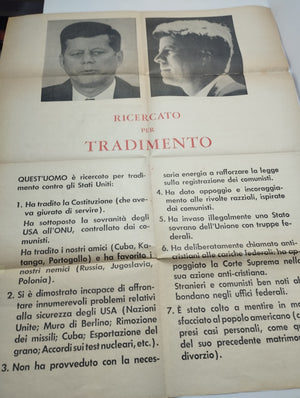 RICERCATO
PER
TRADIMENTO
QUEST'UOMO è ricercato per tradi-
mento contro gli Stati Uniti:
1. Ha tradito la Costituzione (che ave-
va giurato di servire).
Ha sottoposto la sovranità degli
USA all'ONU, controllato dai co-
munisti.
Ha tradito i nostri amici (Cuba, Ka-
tanga, Portogallo) e ha favorito i
nostri nemici (Russia, Jugoslavia,
Polonia).
2. Si è dimostrato incapace di affron-
tare innumerevoli problemi relativi
alla sicurezza degli USA (Nazioni
Unite; Muro di Berlino; Rimozione
dei missili; Cuba; Esportazione del
grano; Accordi sui test nucleari, etc.).
3. Non ha provveduto con la neces-
saria energia a rafforzare la legge
sulla registrazione dei comunisti.
4. Ha dato appoggio e incoraggia-
mento alle rivolte razziali, ispirate
dai comunisti.
5. Ha invaso illegalmente uno Stato
sovrano dell'Unione con truppe fe-
derali.
6. Ha deliberatamente chiamato anti-
cristiani alle cariche federali: ha ap-
poggiato la Corte Suprema nella
sua azione anti-cristiana.
Stranieri e comunisti ben noti ab-
bondano negli uffici federali.
7. È stato colto a mentire in mo
sfacciato al popolo americano (c
presi casi personali, come qu
del suo precedente matrimon
divorzio).